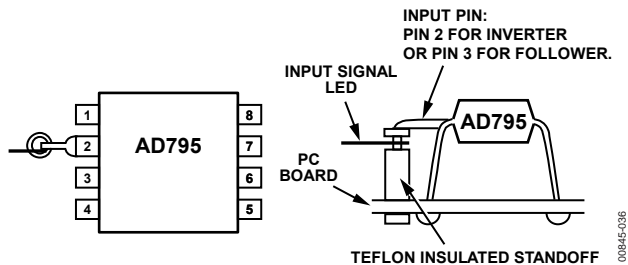 INPUT PIN:
PIN 2 FOR INVERTER
OR PIN 3 FOR FOLLOWER.
INPUT SIGNAL
LED
1
2
3
4
AD795
8
7
6
5
AD795
PC
BOARD
TEFLON INSULATED STANDOFF
00845-036